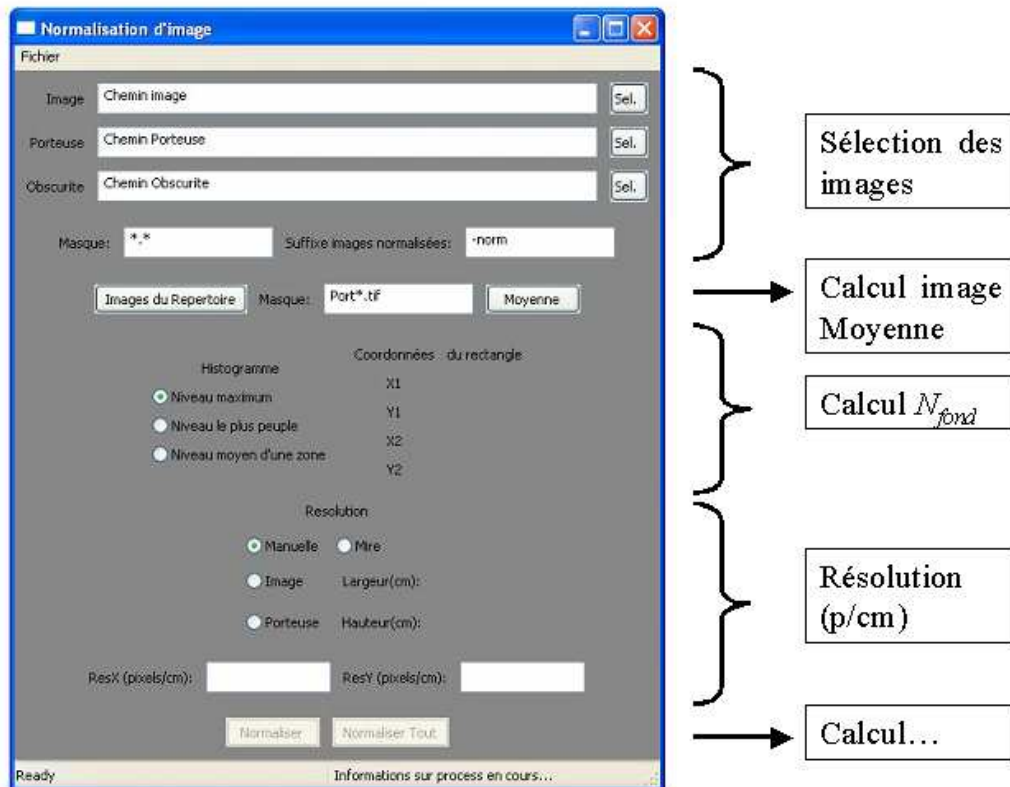 Normalisation d'image
Fichier
Image Chemin image Sel.
Porteuse Chemin Porteuse Sel.
Obscurite Chemin Obscurite Sel.
Masque: *.* Suffixe images normalisées: -norm
Images du Repertoire Masque: Port*.tif Moyenne
Histogramme
Niveau maximum
Niveau le plus peuple
Niveau moyen d'une zone
Coordonnées du rectangle
X1
Y1
X2
Y2
Resolution
Manuelle Mire
Image Largeur(cm):
Porteuse Hauteur(cm):
ResX (pixels/cm): ResY (pixels/cm):
Normaliser Normaliser Tout
Ready Informations sur process en cours...
Sélection des
images
Calcul image
Moyenne
Calcul N_fond
Résolution
(p/cm)
Calcul…